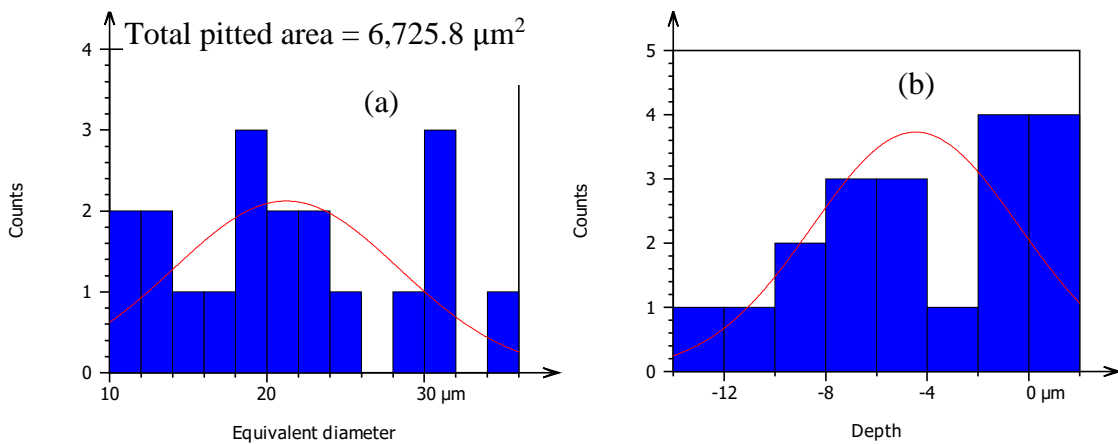 Total pitted area = 6,725.8 μm²
(a)
Counts
4
3
2
1
0
10
20
30 μm
Equivalent diameter
(b)
Counts
5
4
3
2
1
0
-12
-8
-4
0 μm
Depth